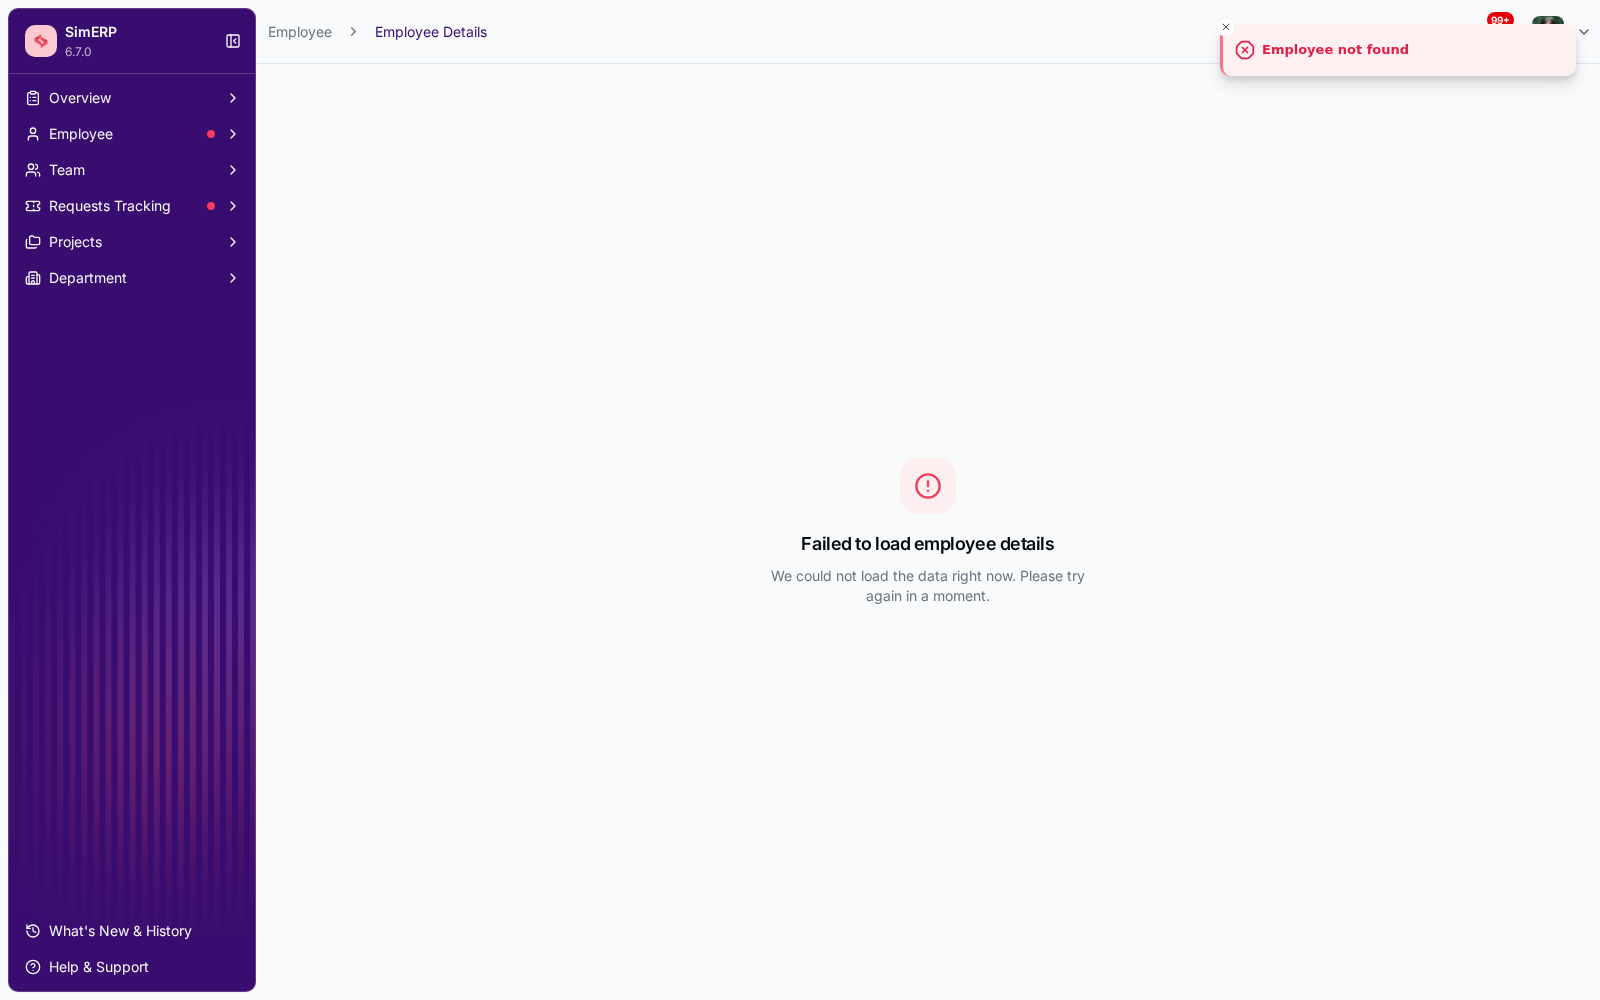 SimERP
6.7.0
Overview
Employee
Team
Requests Tracking
Projects
Department
What's New & History
Help & Support
Employee
Employee Details
99+
Employee not found
Failed to load employee details
We could not load the data right now. Please try
again in a moment.